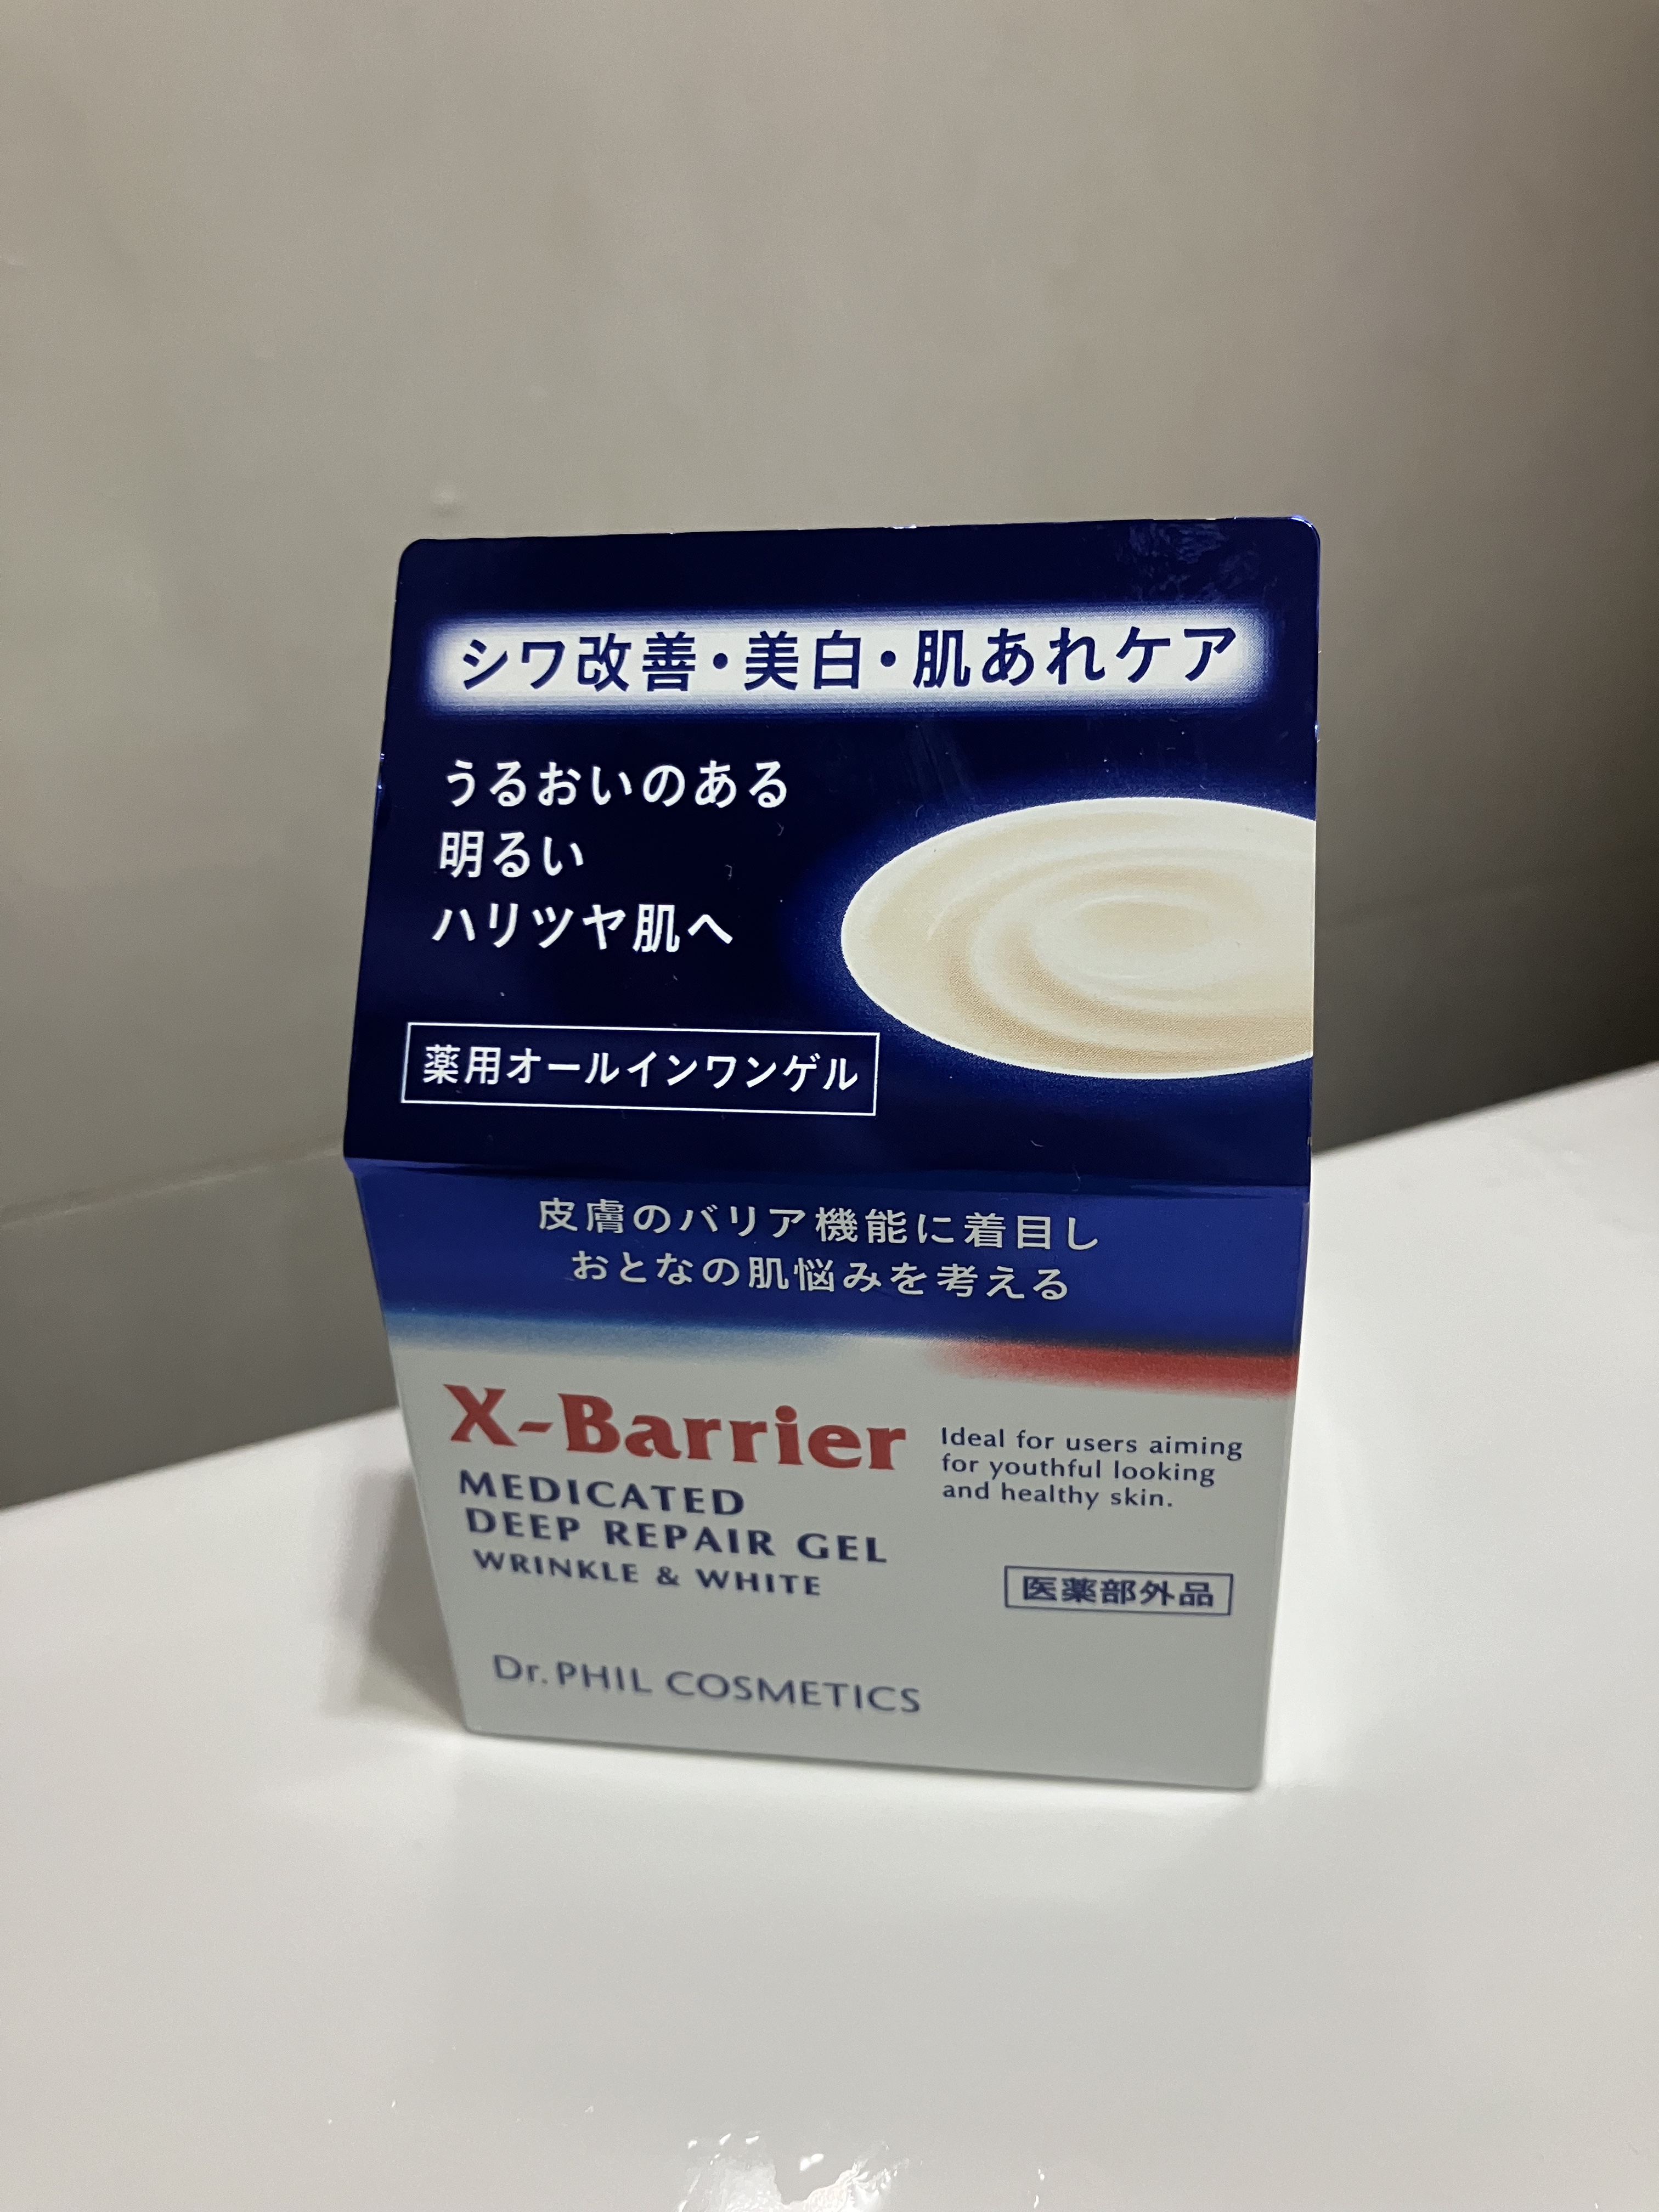 シワ改善・美白・肌あれケア
うるおいのある
明るい
ハリツヤ肌へ
薬用オールインワンゲル
皮膚のバリア機能に着目し
おとなの肌悩みを考える
X-Barrier
MEDICATED
DEEP REPAIR GEL
WRINKLE & WHITE
Ideal for users aiming
for youthful looking
and healthy skin.
医薬部外品
Dr.PHIL COSMETICS